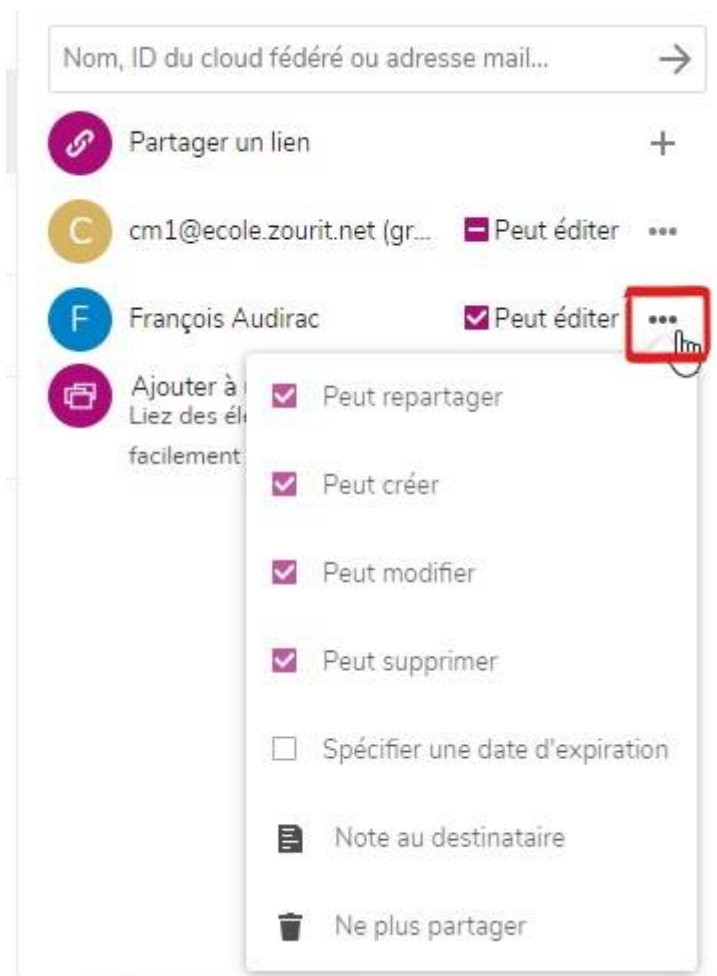 Nom, ID du cloud fédéré ou adresse mail...
Partager un lien
C cm1@ecole.zourit.net (gr... Peut éditer
F François Audirac Peut éditer
Ajouter à
Liez des él
facilement
Peut repartager
Peut créer
Peut modifier
Peut supprimer
Spécifier une date d'expiration
Note au destinataire
Ne plus partager